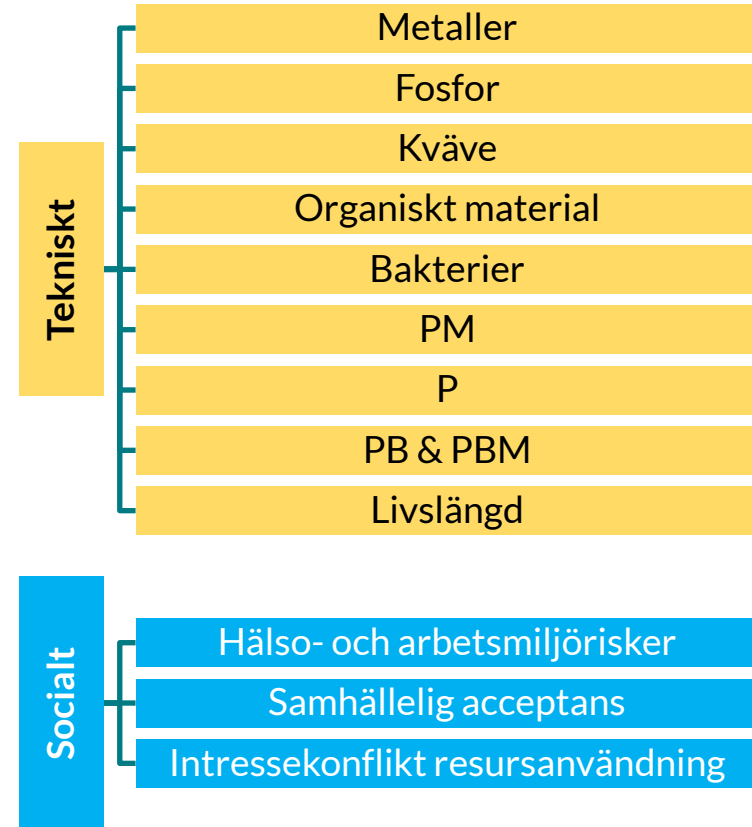 Tekniskt
Metaller
Fosfor
Kväve
Organiskt material
Bakterier
PM
P
PB & PBM
Livslängd
Socialt
Hälso- och arbetsmiljörisker
Samhällelig acceptans
Intressekonflikt resursanvändning